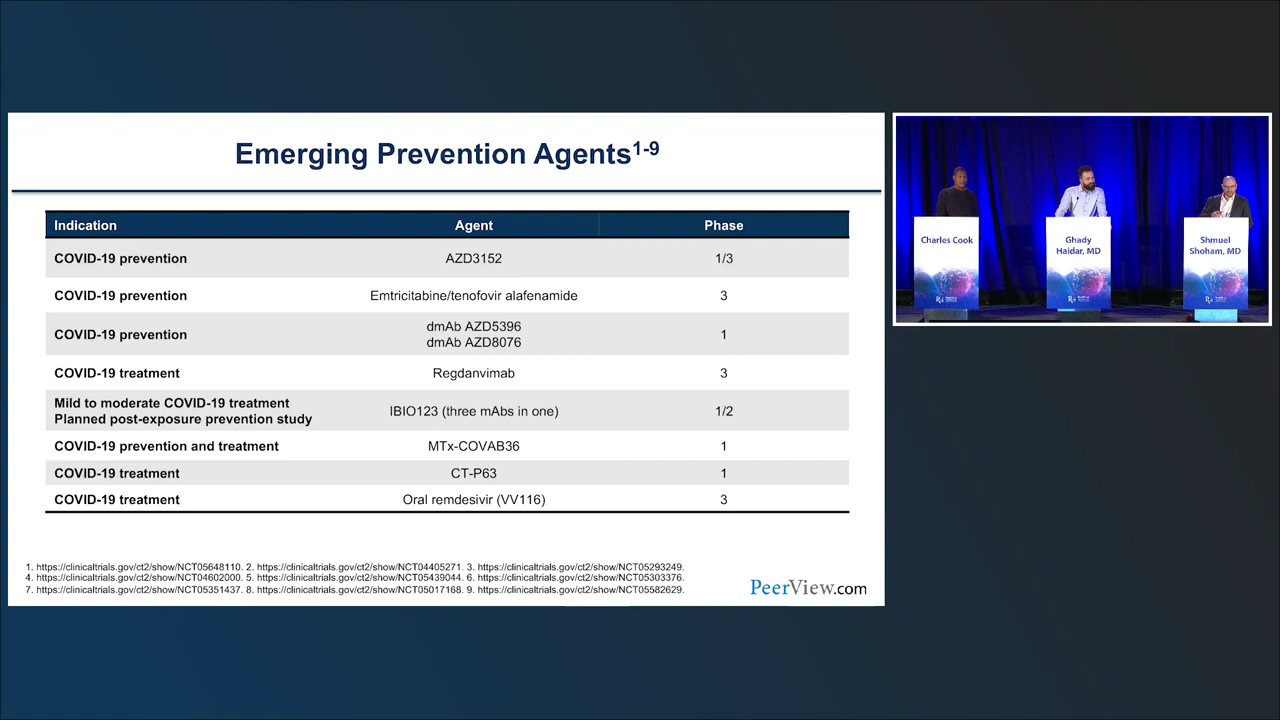 Emerging Prevention Agents1-9
Indication Agent Phase
COVID-19 prevention AZD3152 1/3
COVID-19 prevention Emtricitabine/tenofovir alafenamide 3
COVID-19 prevention dmAb AZD5396
dmAb AZD8076 1
COVID-19 treatment Regdanvimab 3
Mild to moderate COVID-19 treatment
Planned post-exposure prevention study IBIO123 (three mAbs in one) 1/2
COVID-19 prevention and treatment MTx-COVAB36 1
COVID-19 treatment CT-P63 1
COVID-19 treatment Oral remdesivir (VV116) 3
1. https://clinicaltrials.gov/ct2/show/NCT05648110. 2. https://clinicaltrials.gov/ct2/show/NCT04405271. 3. https://clinicaltrials.gov/ct2/show/NCT05293249.
4. https://clinicaltrials.gov/ct2/show/NCT04602000. 5. https://clinicaltrials.gov/ct2/show/NCT05439044. 6. https://clinicaltrials.gov/ct2/show/NCT05303376.
7. https://clinicaltrials.gov/ct2/show/NCT05351437. 8. https://clinicaltrials.gov/ct2/show/NCT05017168. 9. https://clinicaltrials.gov/ct2/show/NCT05582629.
PeerView.com
Charles Cook
Ghady
Haidar, MD
Shmuel
Shoham, MD